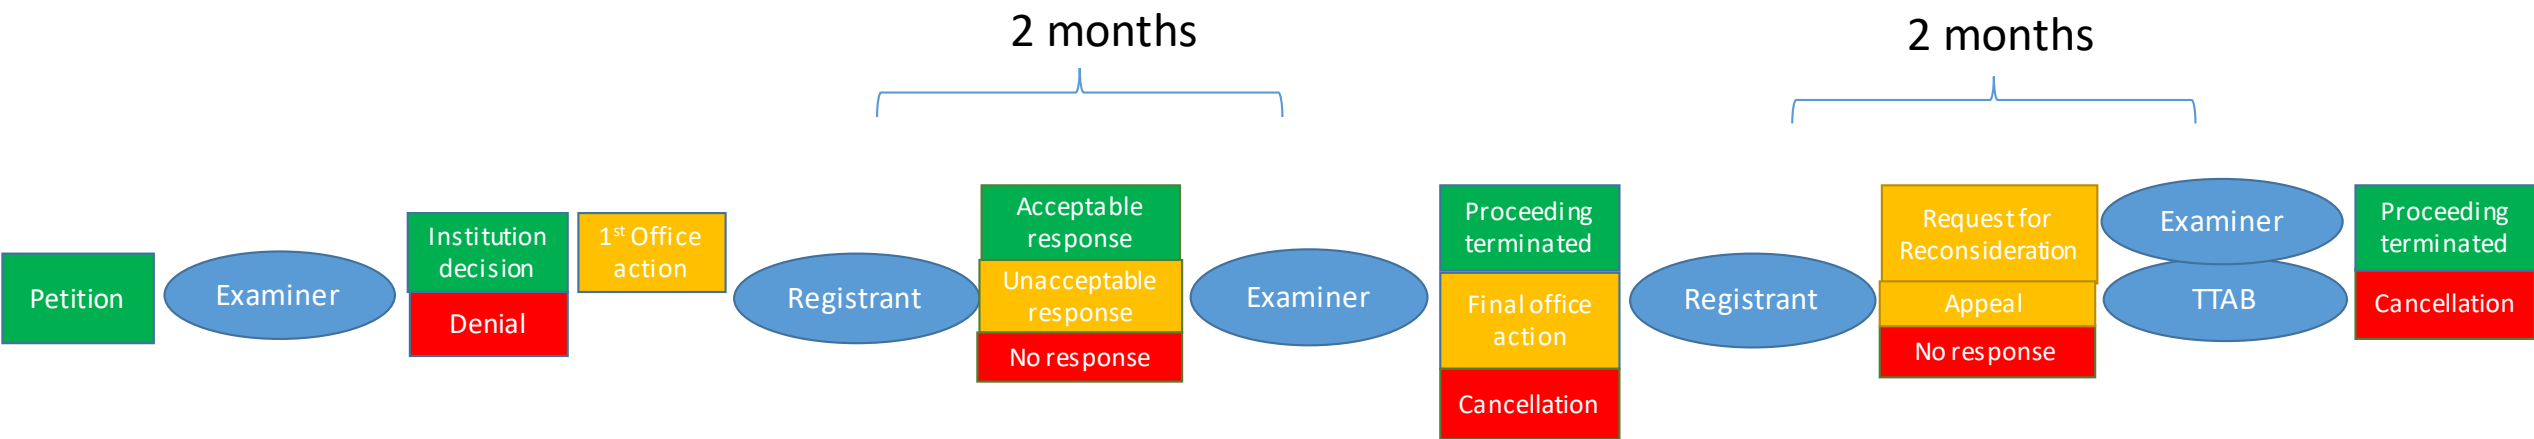 2 months
2 months
Petition
Examiner
Institution
decision
Denial
1st Office
action
Registrant
Acceptable
response
Unacceptable
response
No response
Examiner
Proceeding
terminated
Final office
action
Cancellation
Registrant
Request for
Reconsideration
Appeal
No response
Examiner
TTAB
Proceeding
terminated
Cancellation